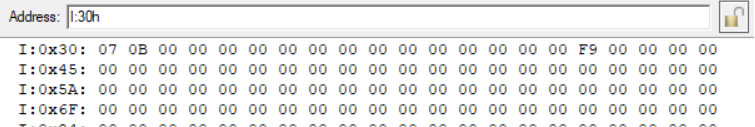 Address: I:30h
I:0x30: 07 0B 00 00 00 00 00 00 00 00 00 00 00 00 00 00 F9 00 00 00 00
I:0x45: 00 00 00 00 00 00 00 00 00 00 00 00 00 00 00 00 00 00 00 00 00
I:0x5A: 00 00 00 00 00 00 00 00 00 00 00 00 00 00 00 00 00 00 00 00 00
I:0x6F: 00 00 00 00 00 00 00 00 00 00 00 00 00 00 00 00 00 00 00 00 00